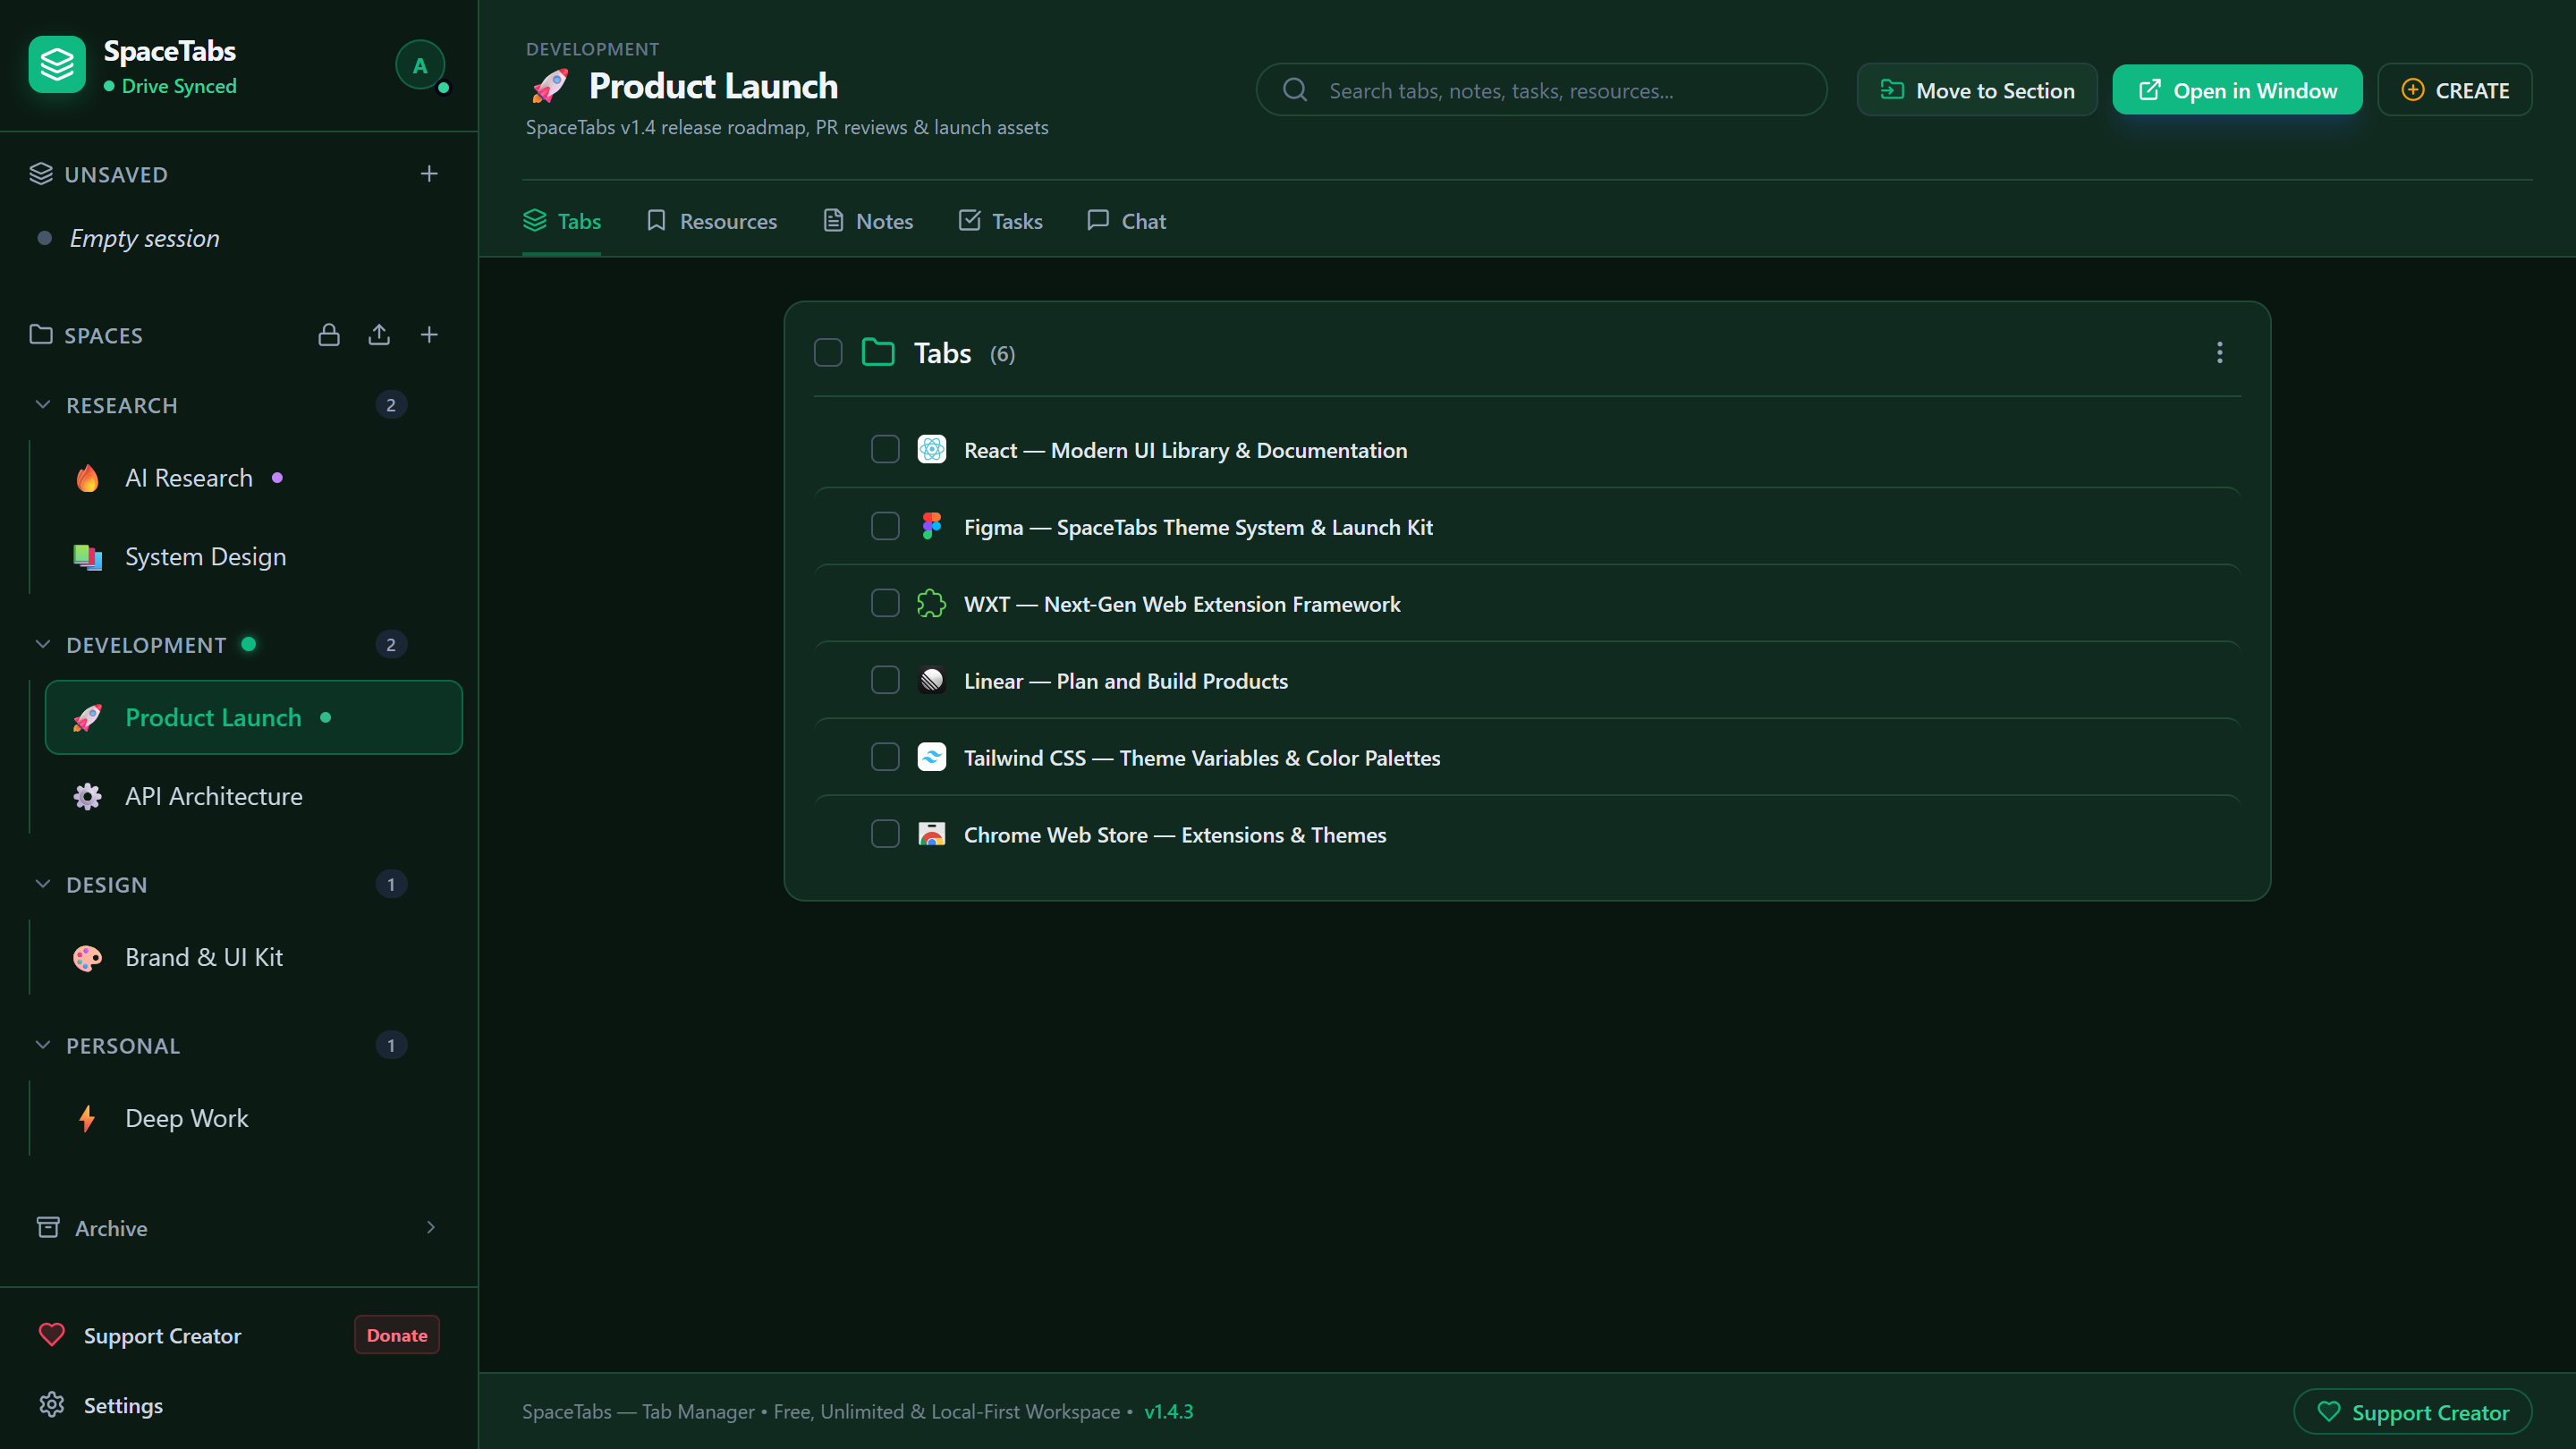 SpaceTabs
Drive Synced
A
UNSAVED
Empty session
SPACES
RESEARCH 2
AI Research
System Design
DEVELOPMENT 2
Product Launch
API Architecture
DESIGN 1
Brand & UI Kit
PERSONAL 1
Deep Work
Archive
Support Creator Donate
Settings
DEVELOPMENT
Product Launch
SpaceTabs v1.4 release roadmap, PR reviews & launch assets
Search tabs, notes, tasks, resources...
Move to Section
Open in Window
CREATE
Tabs Resources Notes Tasks Chat
Tabs (6)
React — Modern UI Library & Documentation
Figma — SpaceTabs Theme System & Launch Kit
WXT — Next-Gen Web Extension Framework
Linear — Plan and Build Products
Tailwind CSS — Theme Variables & Color Palettes
Chrome Web Store — Extensions & Themes
SpaceTabs — Tab Manager • Free, Unlimited & Local-First Workspace • v1.4.3
Support Creator